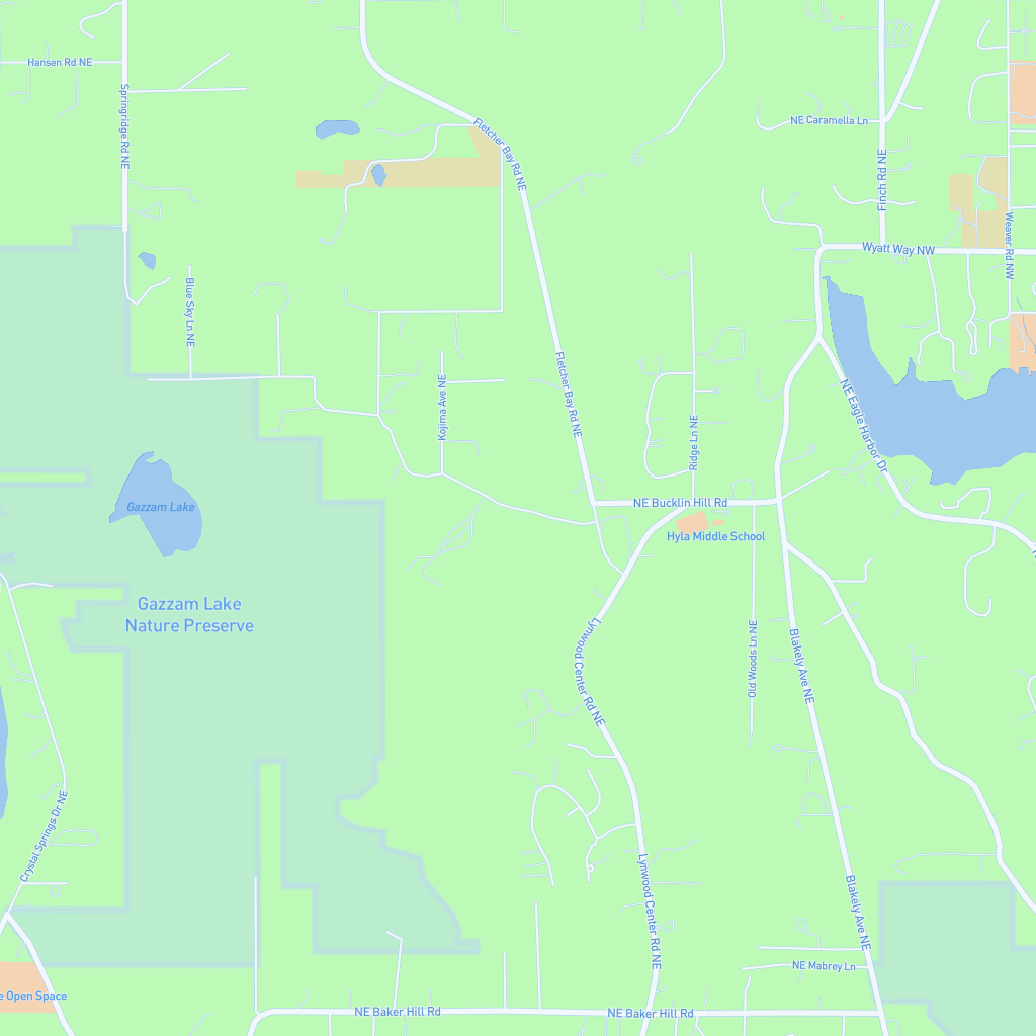 Hansen Rd NE
Springridge Rd NE
Fletcher Bay Rd NE
NE Caramella Ln
Finch Rd NE
Wyatt Way NW
Weaver Rd NW
Blue Sky Ln NE
Kojima Ave NE
Fletcher Bay Rd NE
Ridge Ln NE
NE Eagle Harbor Dr
Gazzam Lake
NE Bucklin Hill Rd
Hyla Middle School
Gazzam Lake
Nature Preserve
Lynwood Center Rd NE
Old Woods Ln NE
Blakely Ave NE
Crystal Springs Dr NE
Lynwood Center Rd NE
Blakely Ave NE
NE Mabrey Ln
e Open Space
NE Baker Hill Rd
NE Baker Hill Rd